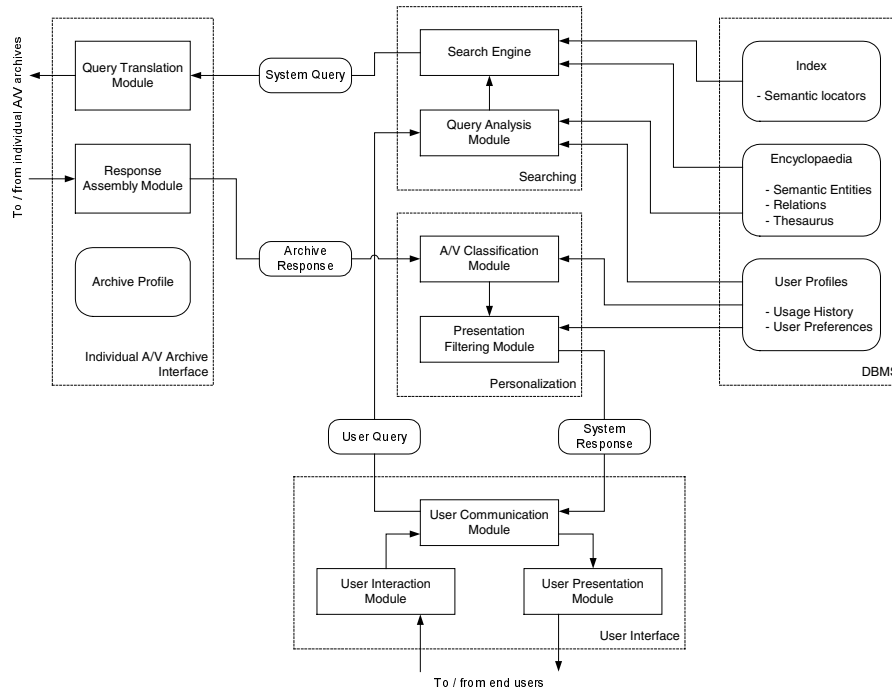 To / from individual A/V archives
Query Translation
Module
Response
Assembly Module
Archive Profile
Individual A/V Archive
Interface
System Query
Archive
Response
Search Engine
Query Analysis
Module
Searching
A/V Classification
Module
Presentation
Filtering Module
Personalization
Index
- Semantic locators
Encyclopaedia
- Semantic Entities
- Relations
- Thesaurus
User Profiles
- Usage History
- User Preferences
DBMS
User Query
System
Response
User Communication
Module
User Interaction
Module
User Presentation
Module
User Interface
To / from end users